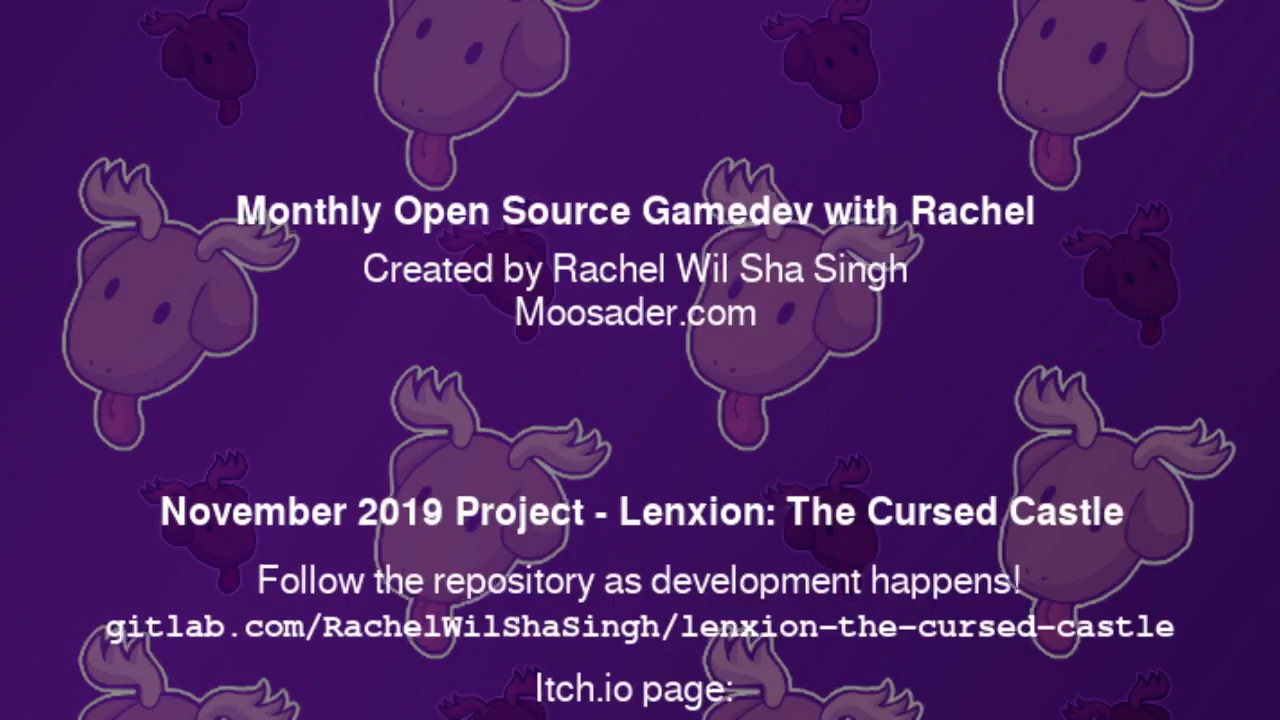 Monthly Open Source Gamedev with Rachel
Created by Rachel Wil Sha Singh
Moosader.com
November 2019 Project - Lenxion: The Cursed Castle
Follow the repository as development happens!
gitlab.com/RachelWilShaSingh/lenxion-the-cursed-castle
Itch.io page: